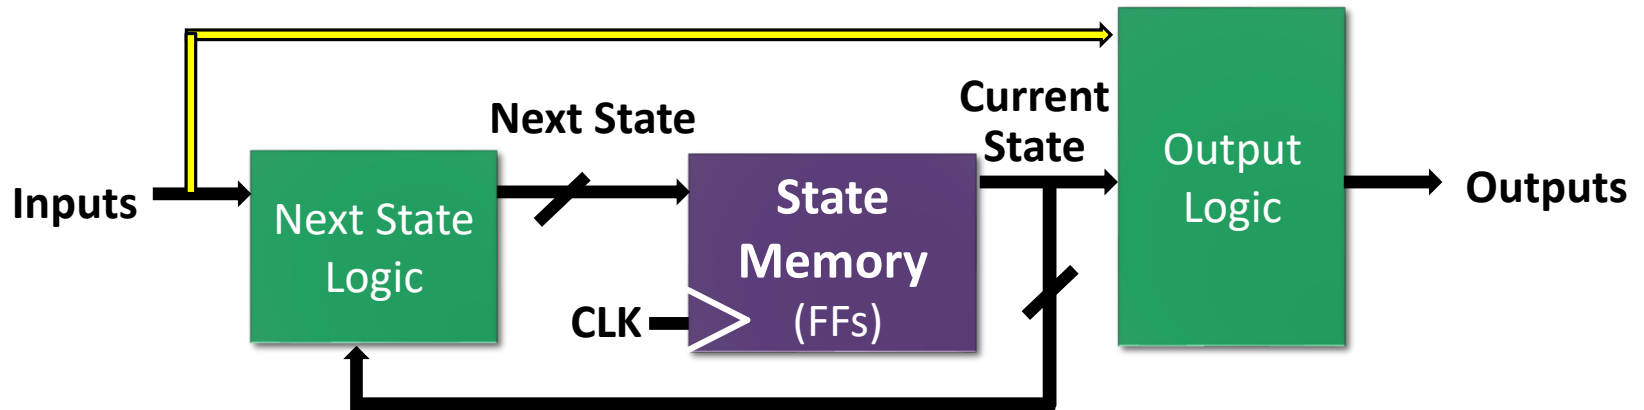 Inputs
Next State
Logic
Next State
CLK
State
Memory
(FFs)
Current
State
Output
Logic
Outputs